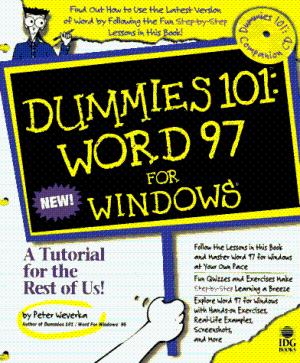 Find Out How to Use the Latest Version
of Word by Following the Fun Step-by-Step
Lessons in this Book!
Dummies 101: CD
Companion
DUMMIES 101:
WORD 97
FOR
WINDOWS®
NEW!
A Tutorial
for the
Rest of Us!
by Peter Weverka
Author of Dummies 101: Word For Windows 95
Follow the Lessons in this Book
and Master Word 97 for Windows
at Your Own Pace
Fun Quizzes and Exercises Make
Step-by-Step Learning a Breeze
Explore Word 97 for Windows
with Hands-on Exercises,
Real-Life Examples,
Screenshots,
and More
IDG
BOOKS